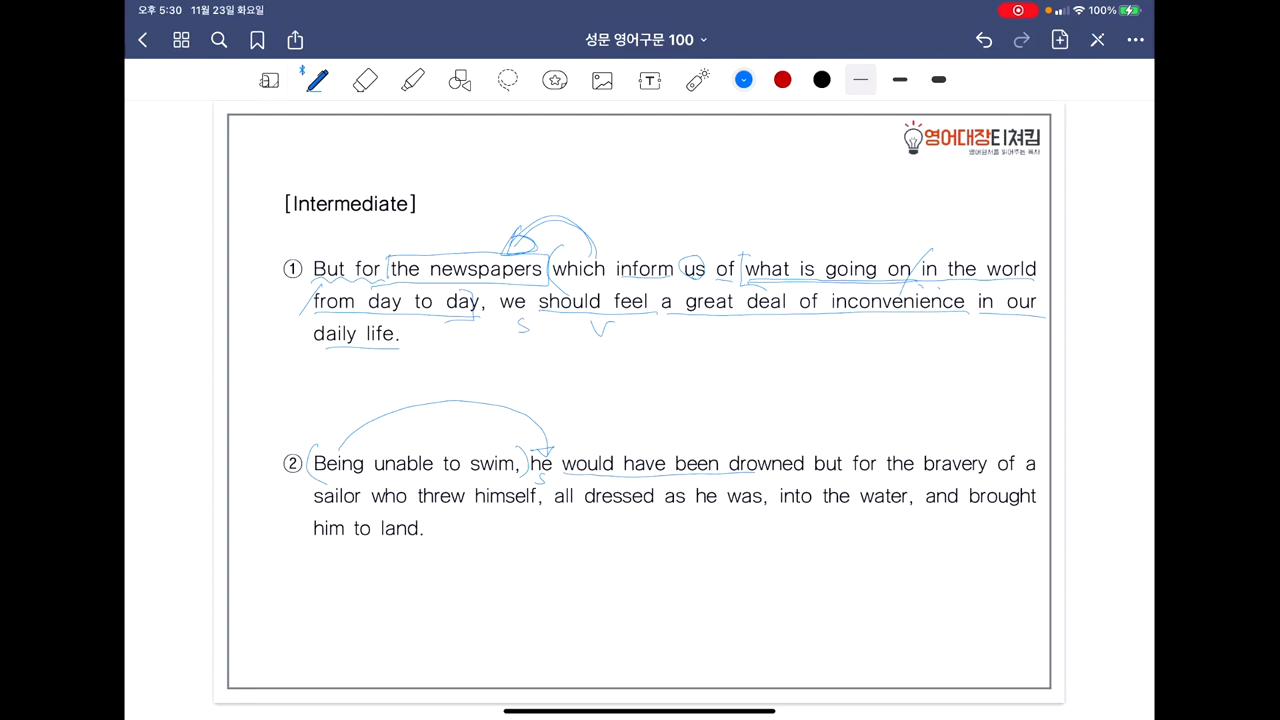 오후 5:30 11월 23일 화요일
100%
성문 영어구문 100
영어대장티쳐킴
[Intermediate]
① But for the newspapers which inform us of what is going on in the world
from day to day, we should feel a great deal of inconvenience in our
S V
daily life.
② Being unable to swim, he would have been drowned but for the bravery of a
S
sailor who threw himself, all dressed as he was, into the water, and brought
him to land.